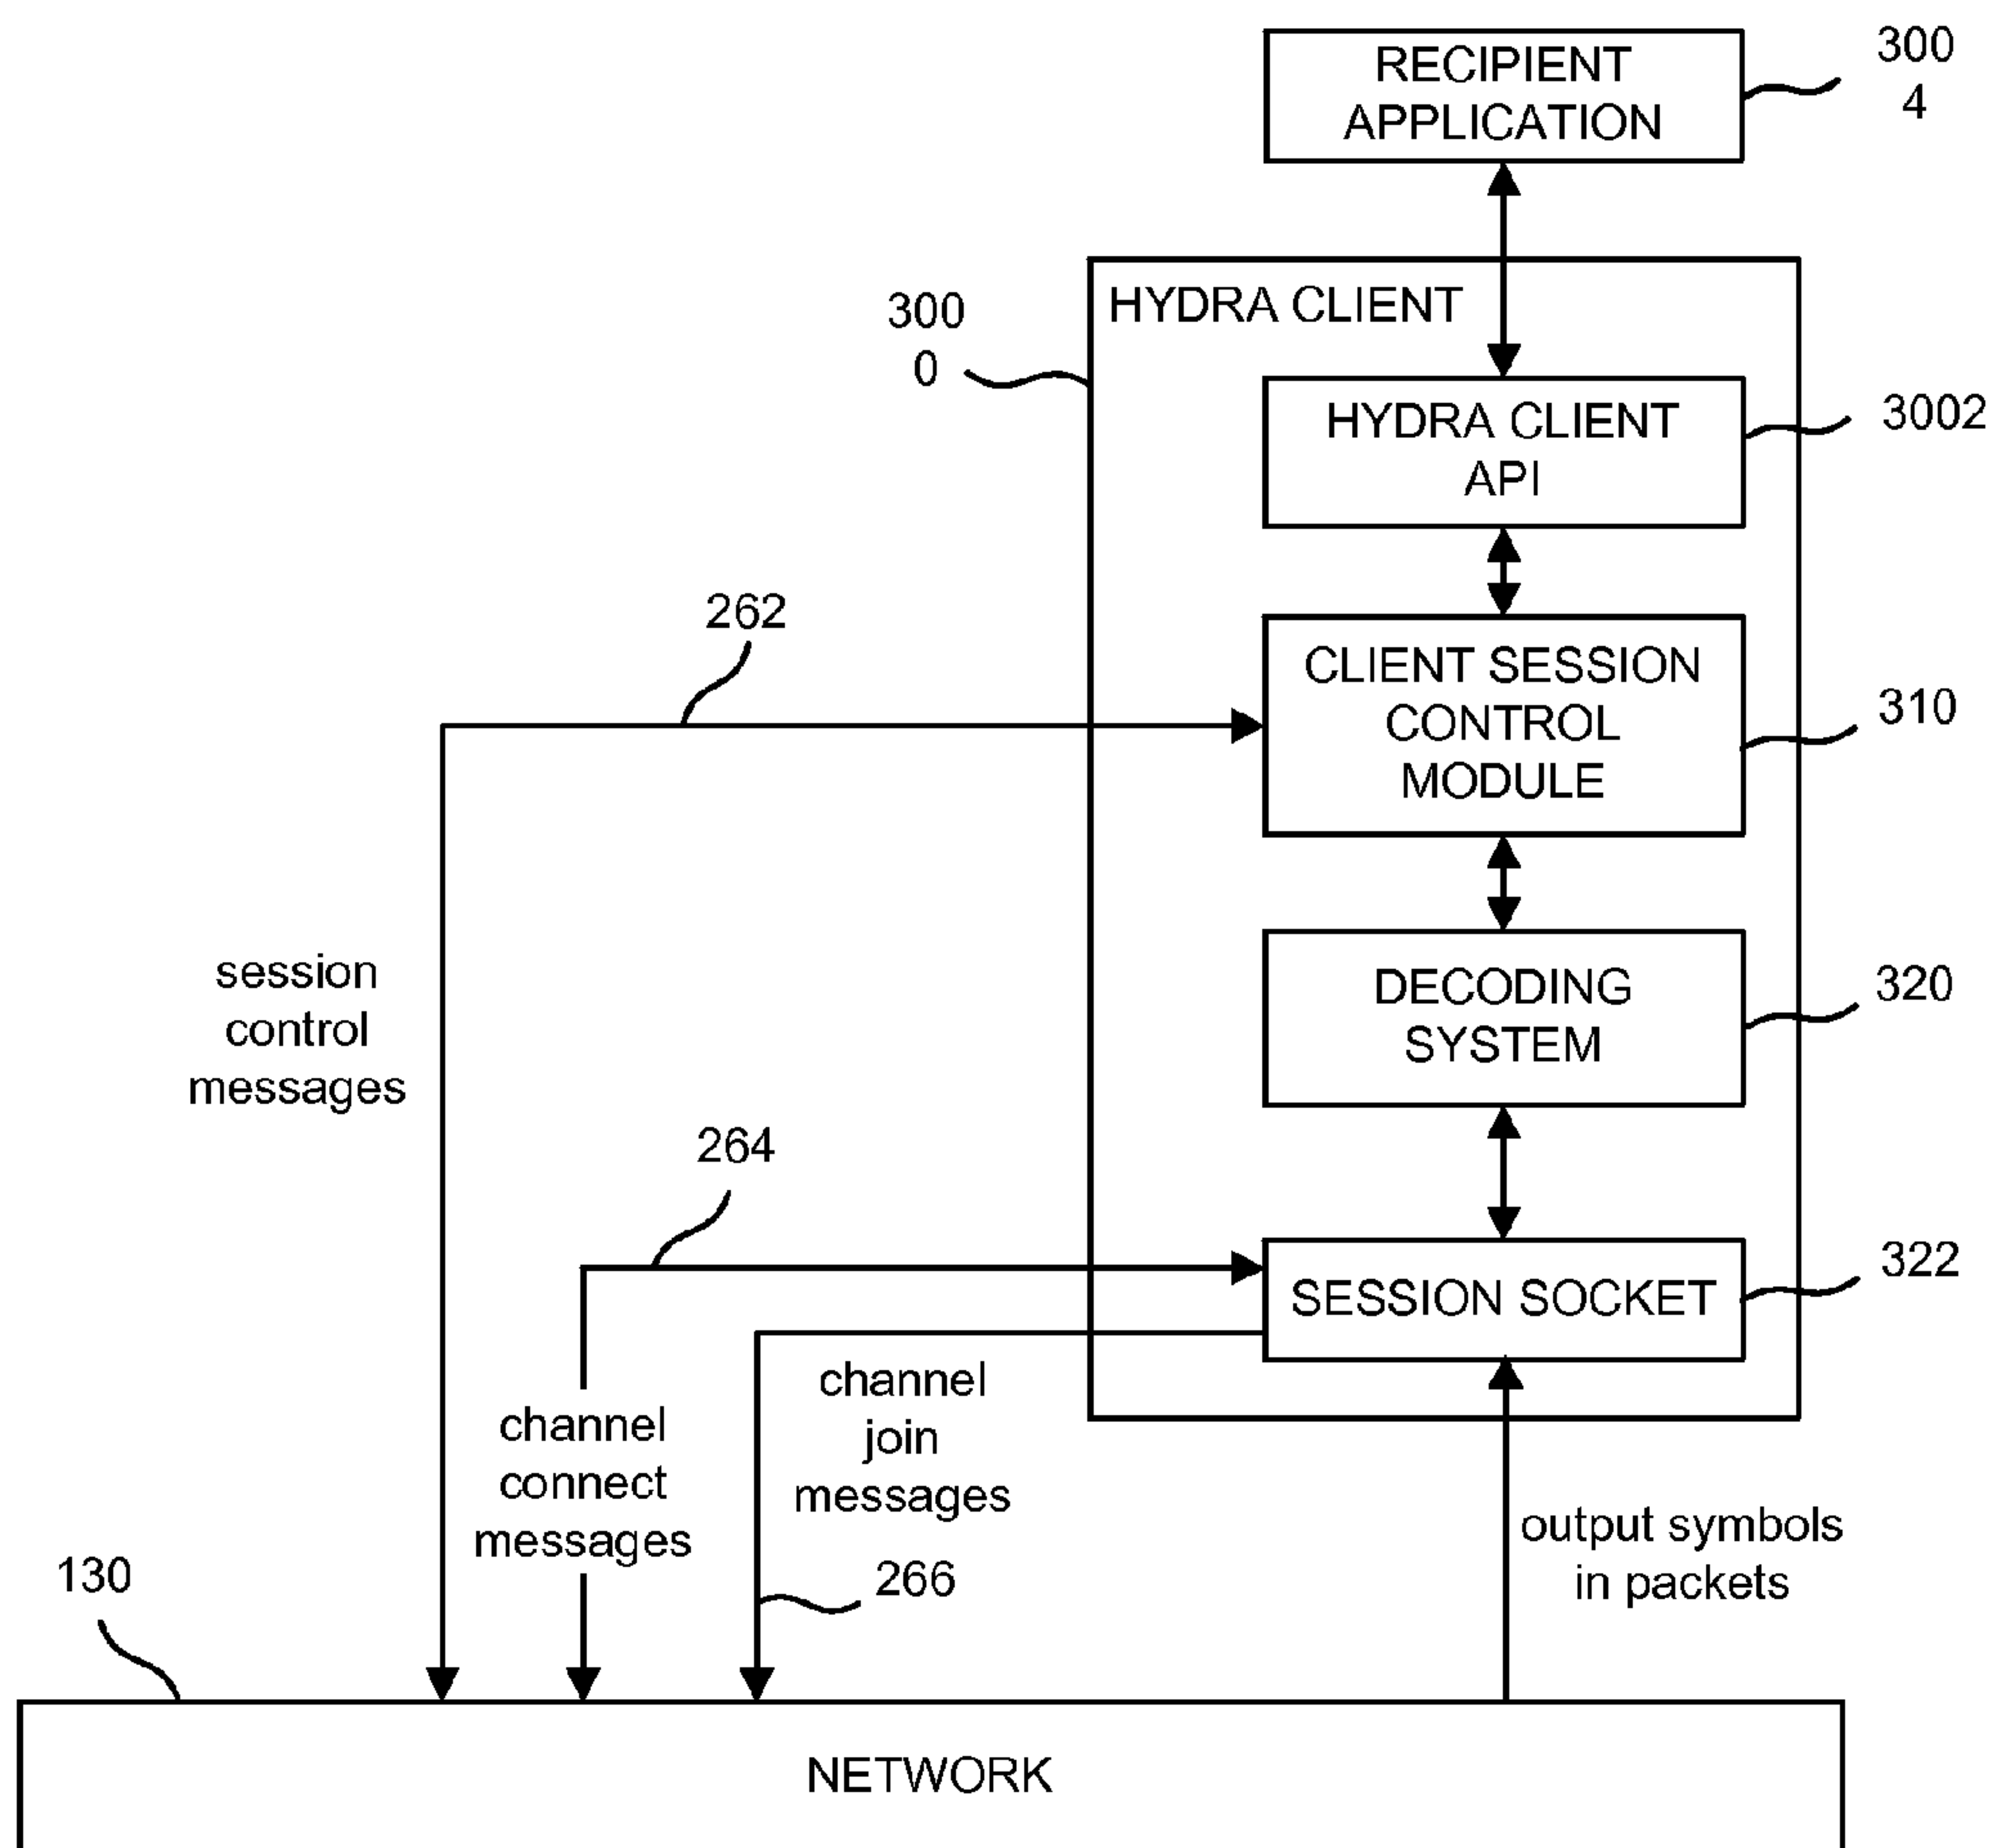 RECIPIENT
APPLICATION
300
4
HYDRA CLIENT
300
0
HYDRA CLIENT
API
3002
262
CLIENT SESSION
CONTROL
MODULE
310
session
control
messages
DECODING
SYSTEM
320
264
SESSION SOCKET
322
channel
connect
messages
channel
join
messages
266
output symbols
in packets
130
NETWORK